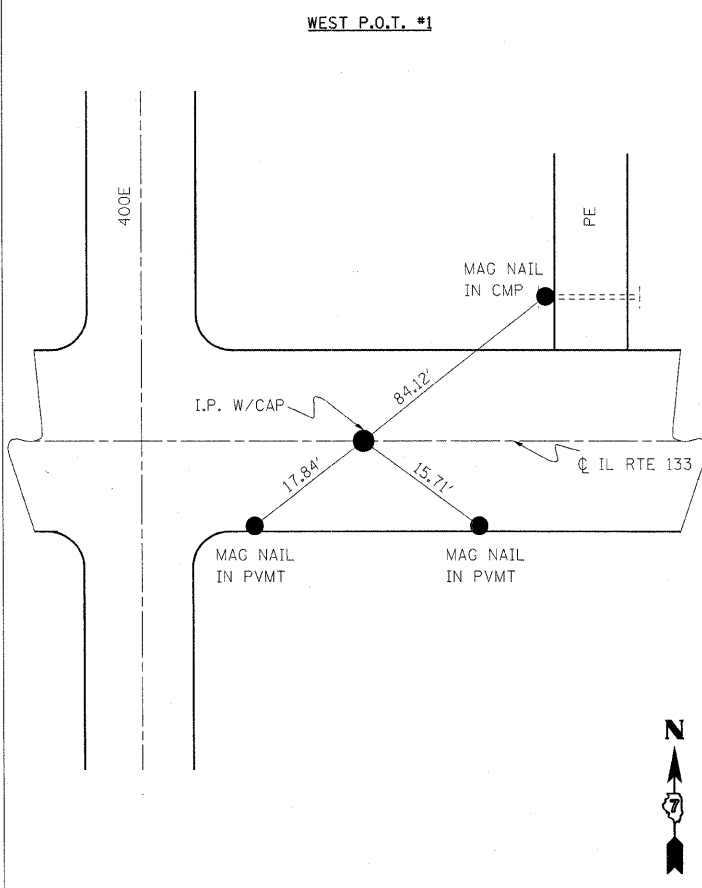 WEST P.O.T. #1
400E
PE
MAG NAIL
IN CMP
84.12'
I.P. W/CAP
℄ IL RTE 133
17.84'
15.71'
MAG NAIL
IN PVMT
MAG NAIL
IN PVMT
N
7